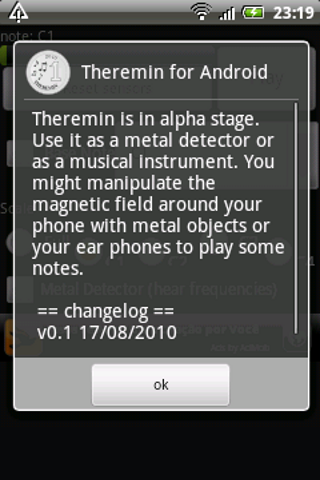 23:19
note: C1
Theremin for Android
Theremin is in alpha stage.
Use it as a metal detector or
as a musical instrument. You
might manipulate the
magnetic field around your
phone with metal objects or
your ear phones to play some
notes.
== changelog ==
v0.1 17/08/2010
Metal Detector (hear frequencies)
ok